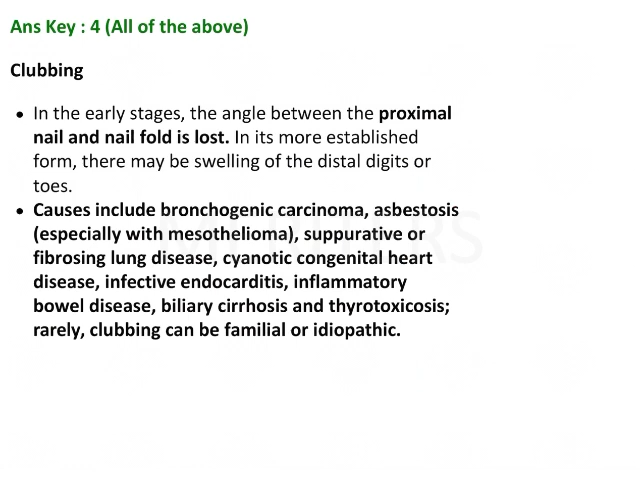 Ans Key : 4 (All of the above)
Clubbing
• In the early stages, the angle between the proximal
nail and nail fold is lost. In its more established
form, there may be swelling of the distal digits or
toes.
• Causes include bronchogenic carcinoma, asbestosis
(especially with mesothelioma), suppurative or
fibrosing lung disease, cyanotic congenital heart
disease, infective endocarditis, inflammatory
bowel disease, biliary cirrhosis and thyrotoxicosis;
rarely, clubbing can be familial or idiopathic.